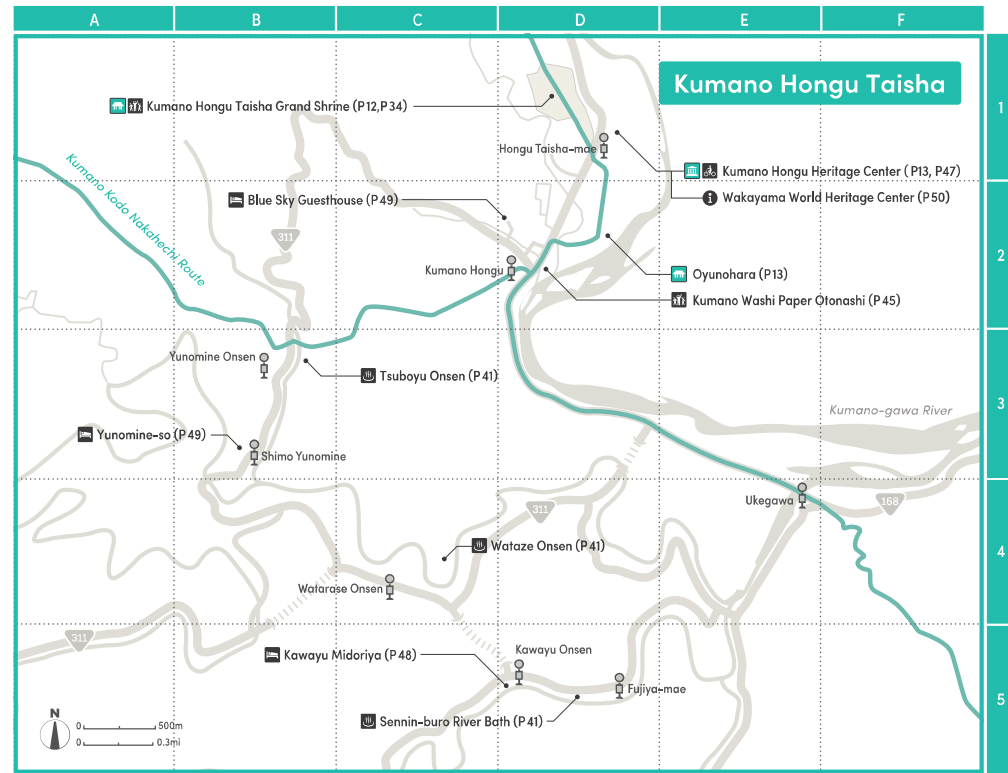 A B C D E F
Kumano Hongu Taisha
1
Kumano Hongu Taisha Grand Shrine (P12,P34)
Hongu Taisha-mae
Kumano Hongu Heritage Center (P13, P47)
Kumano Kodo Nakahechi Route
Blue Sky Guesthouse (P49)
Wakayama World Heritage Center (P50)
311
2
Kumano Hongu
Oyunohara (P13)
Kumano Washi Paper Otonashi (P45)
Yunomine Onsen
Tsuboyu Onsen (P41)
3
Kumano-gawa River
Yunomine-so (P49)
Shimo Yunomine
Ukegawa
168
311
Wataze Onsen (P41)
4
Watarase Onsen
311
Kawayu Midoriya (P48)
Kawayu Onsen
Fujiya-mae
5
Sennin-buro River Bath (P41)
N
0 500m
0 0.3mi